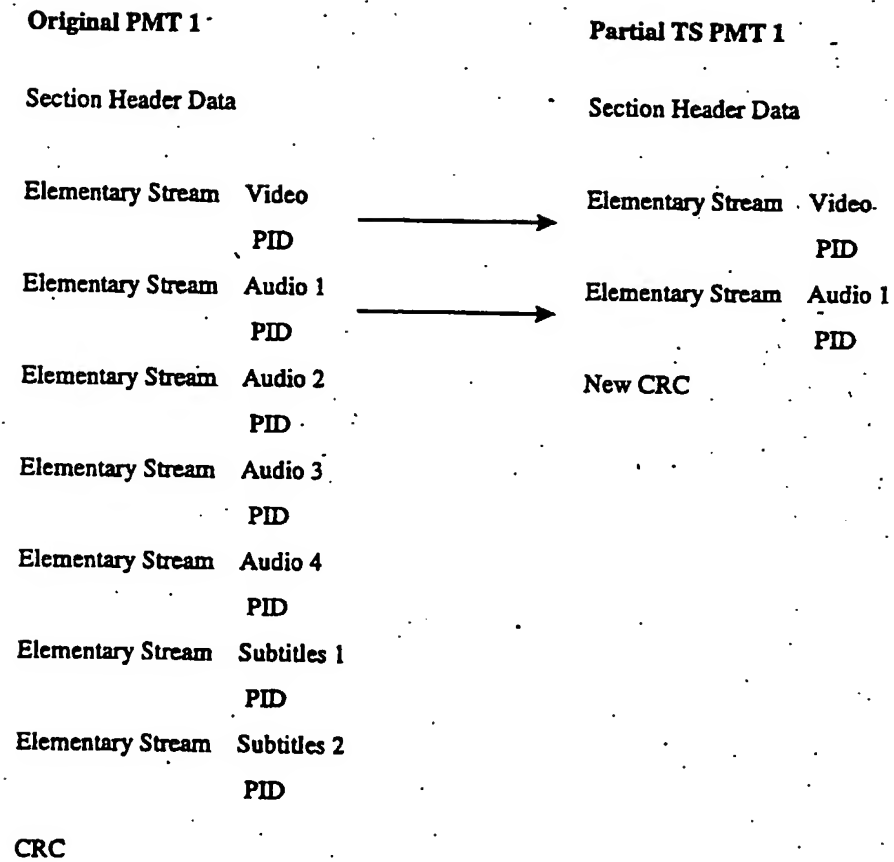 Original PMT 1
Section Header Data
Elementary Stream Video
PID
Elementary Stream Audio 1
PID
Elementary Stream Audio 2
PID
Elementary Stream Audio 3
PID
Elementary Stream Audio 4
PID
Elementary Stream Subtitles 1
PID
Elementary Stream Subtitles 2
PID
CRC
Partial TS PMT 1
Section Header Data
Elementary Stream Video
PID
Elementary Stream Audio 1
PID
New CRC